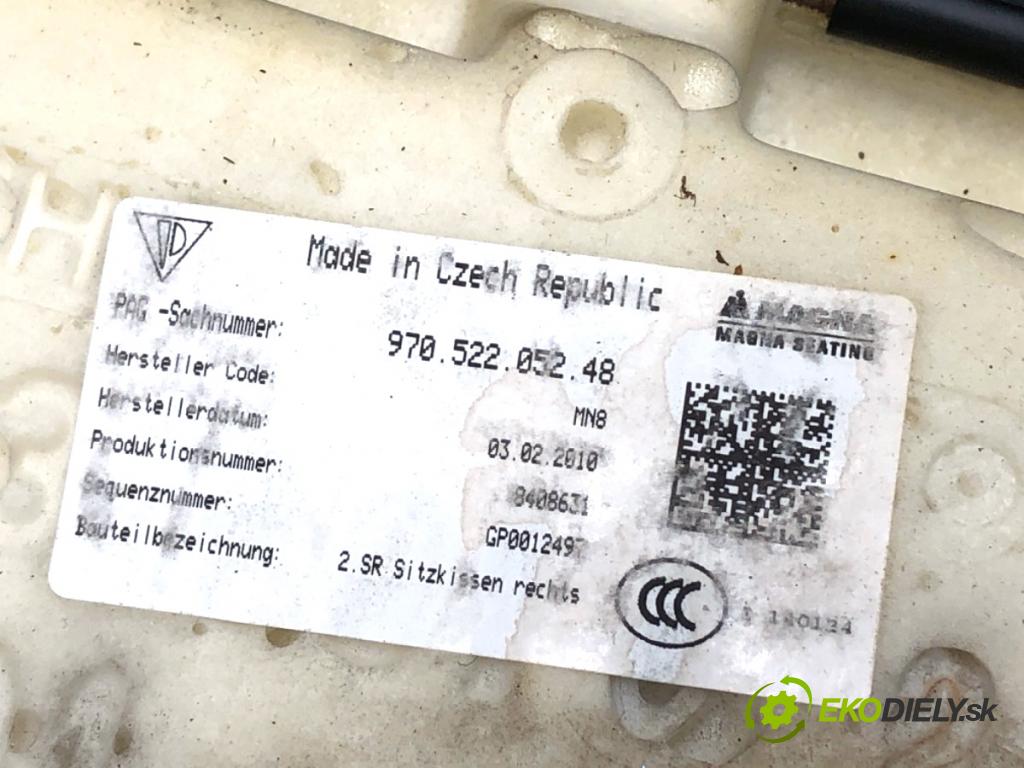 Made in Czech Republic
MAGNA
MAGNA SEATING
PAG -Sachnummer: 970.522.052.48
Hersteller Code: MN8
Herstellerdatum: 03.02.2010
Produktionsnummer: 8408631
Sequenznummer: GP0012497
Bauteilbezeichnung: 2.SR Sitzkissen rechts
CCC
EKODIELY.sk